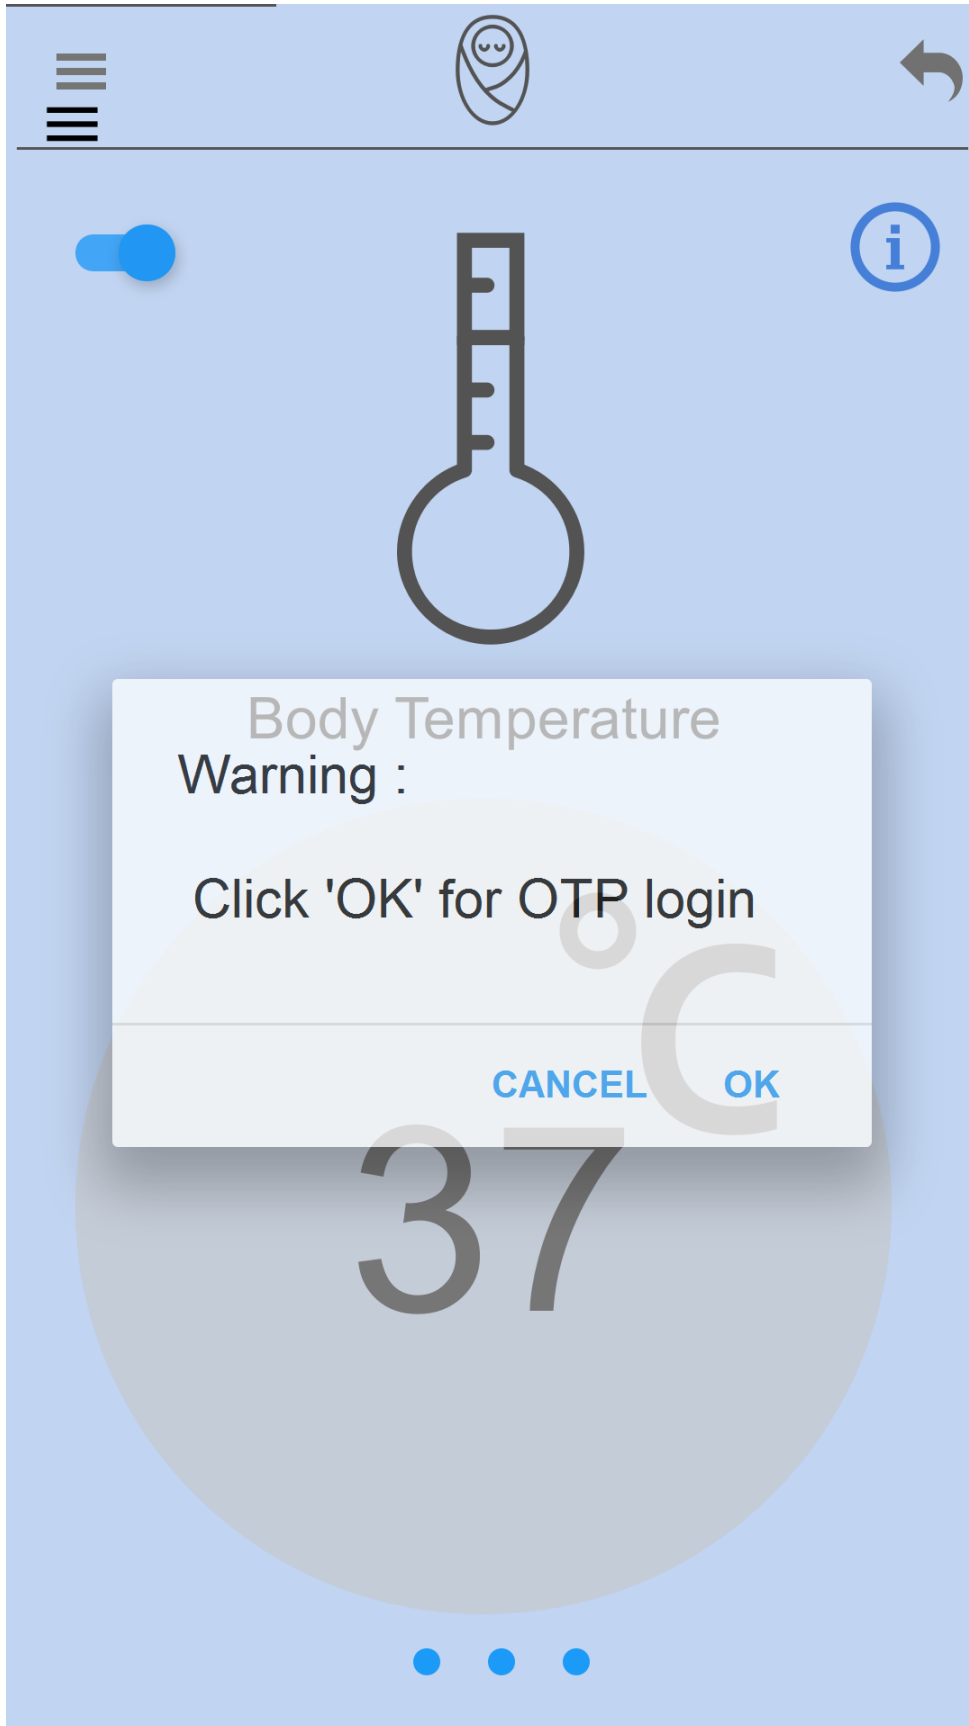 i
Body Temperature
Warning :
Click 'OK' for OTP login
°C
CANCEL OK
37